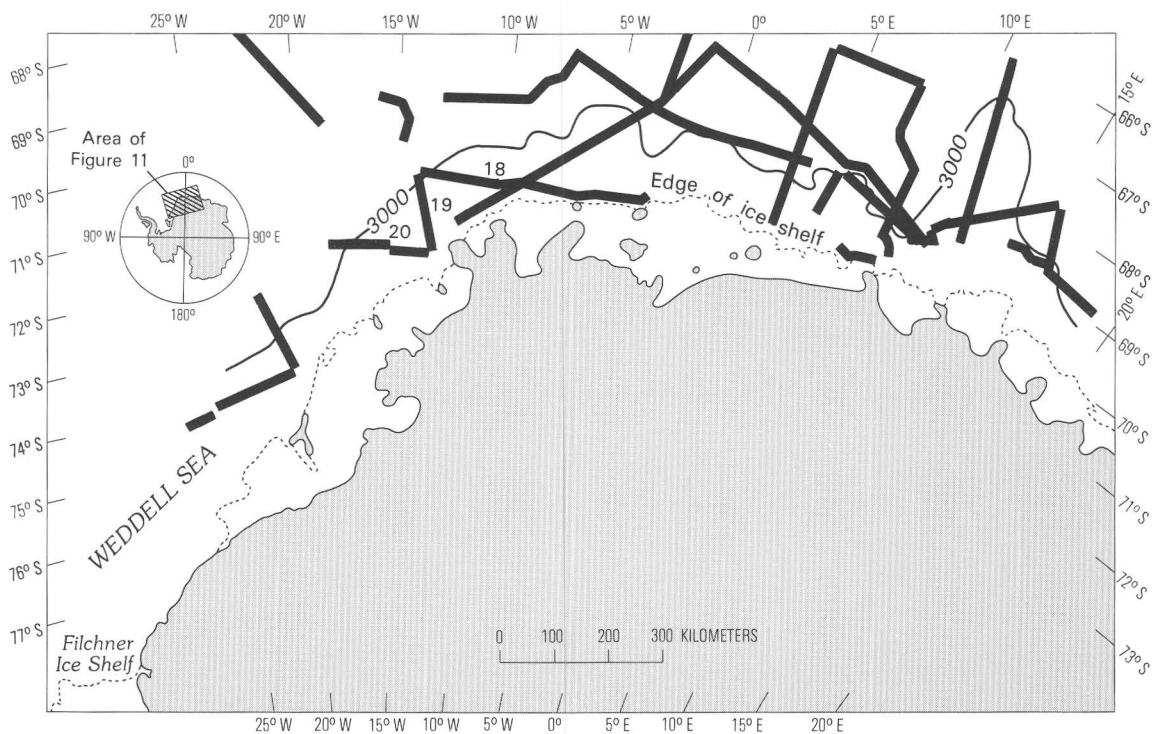 25° W 20° W 15° W 10° W 5° W 0° 5° E 10° E
68° S
69° S
70° S
71° S
72° S
73° S
74° S
75° S
76° S
77° S
15° E
66° S
67° S
68° S
20° E
69° S
70° S
71° S
72° S
73° S
Area of
Figure 11
0°
90° W
90° E
180°
3000
18
19
20
3000
Edge of ice shelf
WEDDELL SEA
Filchner
Ice Shelf
0 100 200 300 KILOMETERS
25° W 20° W 15° W 10° W 5° W 0° 5° E 10° E 15° E 20° E